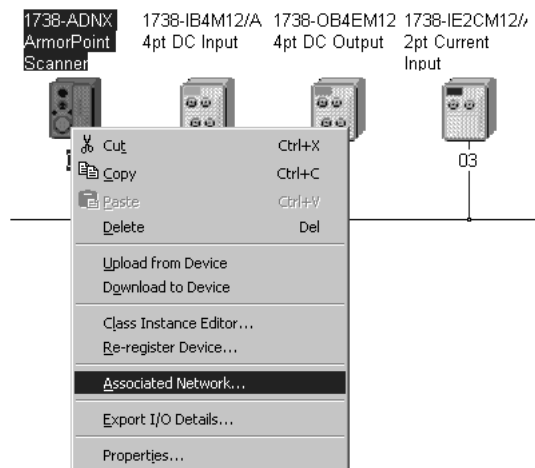 1738-ADNX
ArmorPoint
Scanner
1738-IB4M12/A
4pt DC Input
1738-OB4EM12
4pt DC Output
1738-IE2CM12/
2pt Current
Input
03
Cut Ctrl+X
Copy Ctrl+C
Paste Ctrl+V
Delete Del
Upload from Device
Download to Device
Class Instance Editor...
Re-register Device...
Associated Network...
Export I/O Details...
Properties...